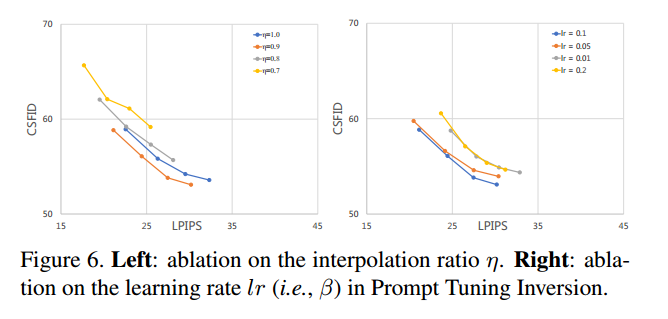 70
60
50
CSFID
15
25
35
45
LPIPS
η=1.0
η=0.9
η=0.8
η=0.7
70
60
50
CSFID
15
25
35
45
LPIPS
lr = 0.1
lr = 0.05
lr = 0.01
lr = 0.2
Figure 6. Left: ablation on the interpolation ratio η. Right: abla-
tion on the learning rate lr (i.e., β) in Prompt Tuning Inversion.